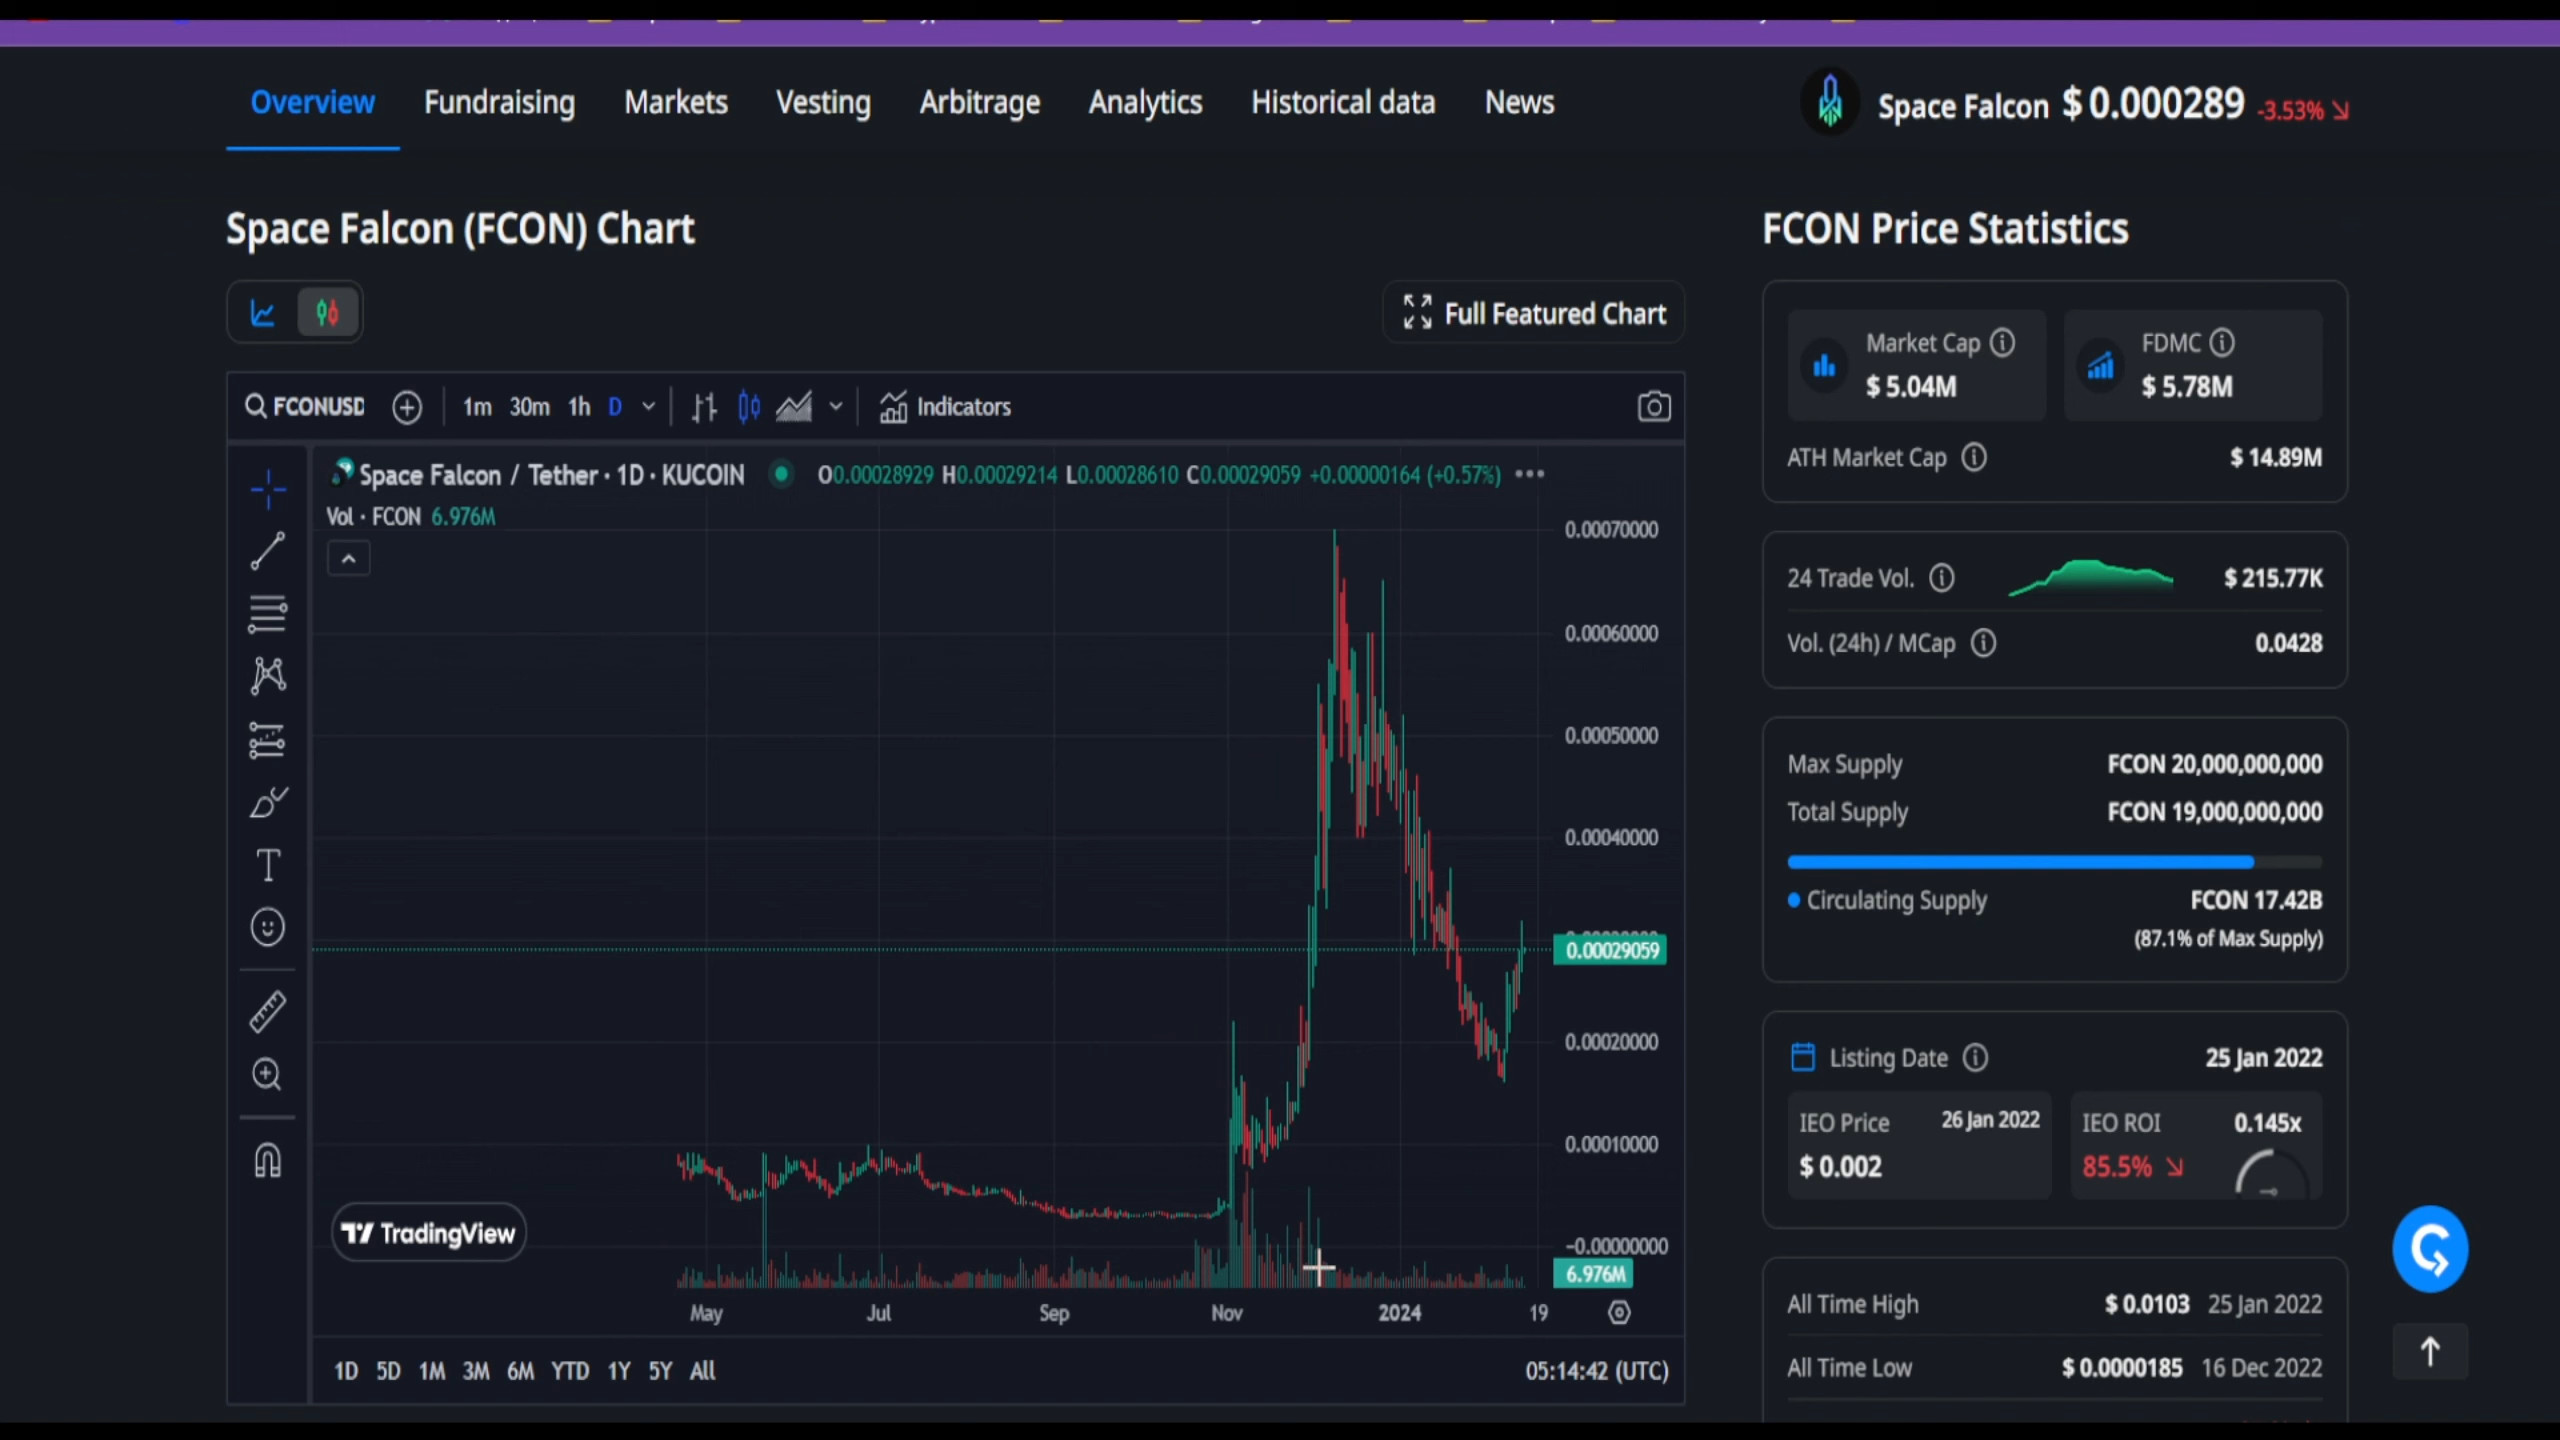 Overview Fundraising Markets Vesting Arbitrage Analytics Historical data News
Space Falcon $ 0.000289 -3.53%
Space Falcon (FCON) Chart
FCON Price Statistics
Full Featured Chart
Market Cap
$ 5.04M
FDMC
$ 5.78M
ATH Market Cap $ 14.89M
FCONUSD 1m 30m 1h D Indicators
Space Falcon / Tether · 1D · KUCOIN O0.00028929 H0.00029214 L0.00028610 C0.00029059 +0.00000164 (+0.57%)
Vol · FCON 6.976M
0.00070000
0.00060000
0.00050000
0.00040000
0.00029059
0.00020000
0.00010000
-0.00000000
6.976M
TradingView
May Jul Sep Nov 2024 19
1D 5D 1M 3M 6M YTD 1Y 5Y All 05:14:42 (UTC)
24 Trade Vol. $ 215.77K
Vol. (24h) / MCap 0.0428
Max Supply FCON 20,000,000,000
Total Supply FCON 19,000,000,000
Circulating Supply FCON 17.42B
(87.1% of Max Supply)
Listing Date 25 Jan 2022
IEO Price 26 Jan 2022
$ 0.002
IEO ROI 0.145x
85.5%
All Time High $ 0.0103 25 Jan 2022
All Time Low $ 0.0000185 16 Dec 2022